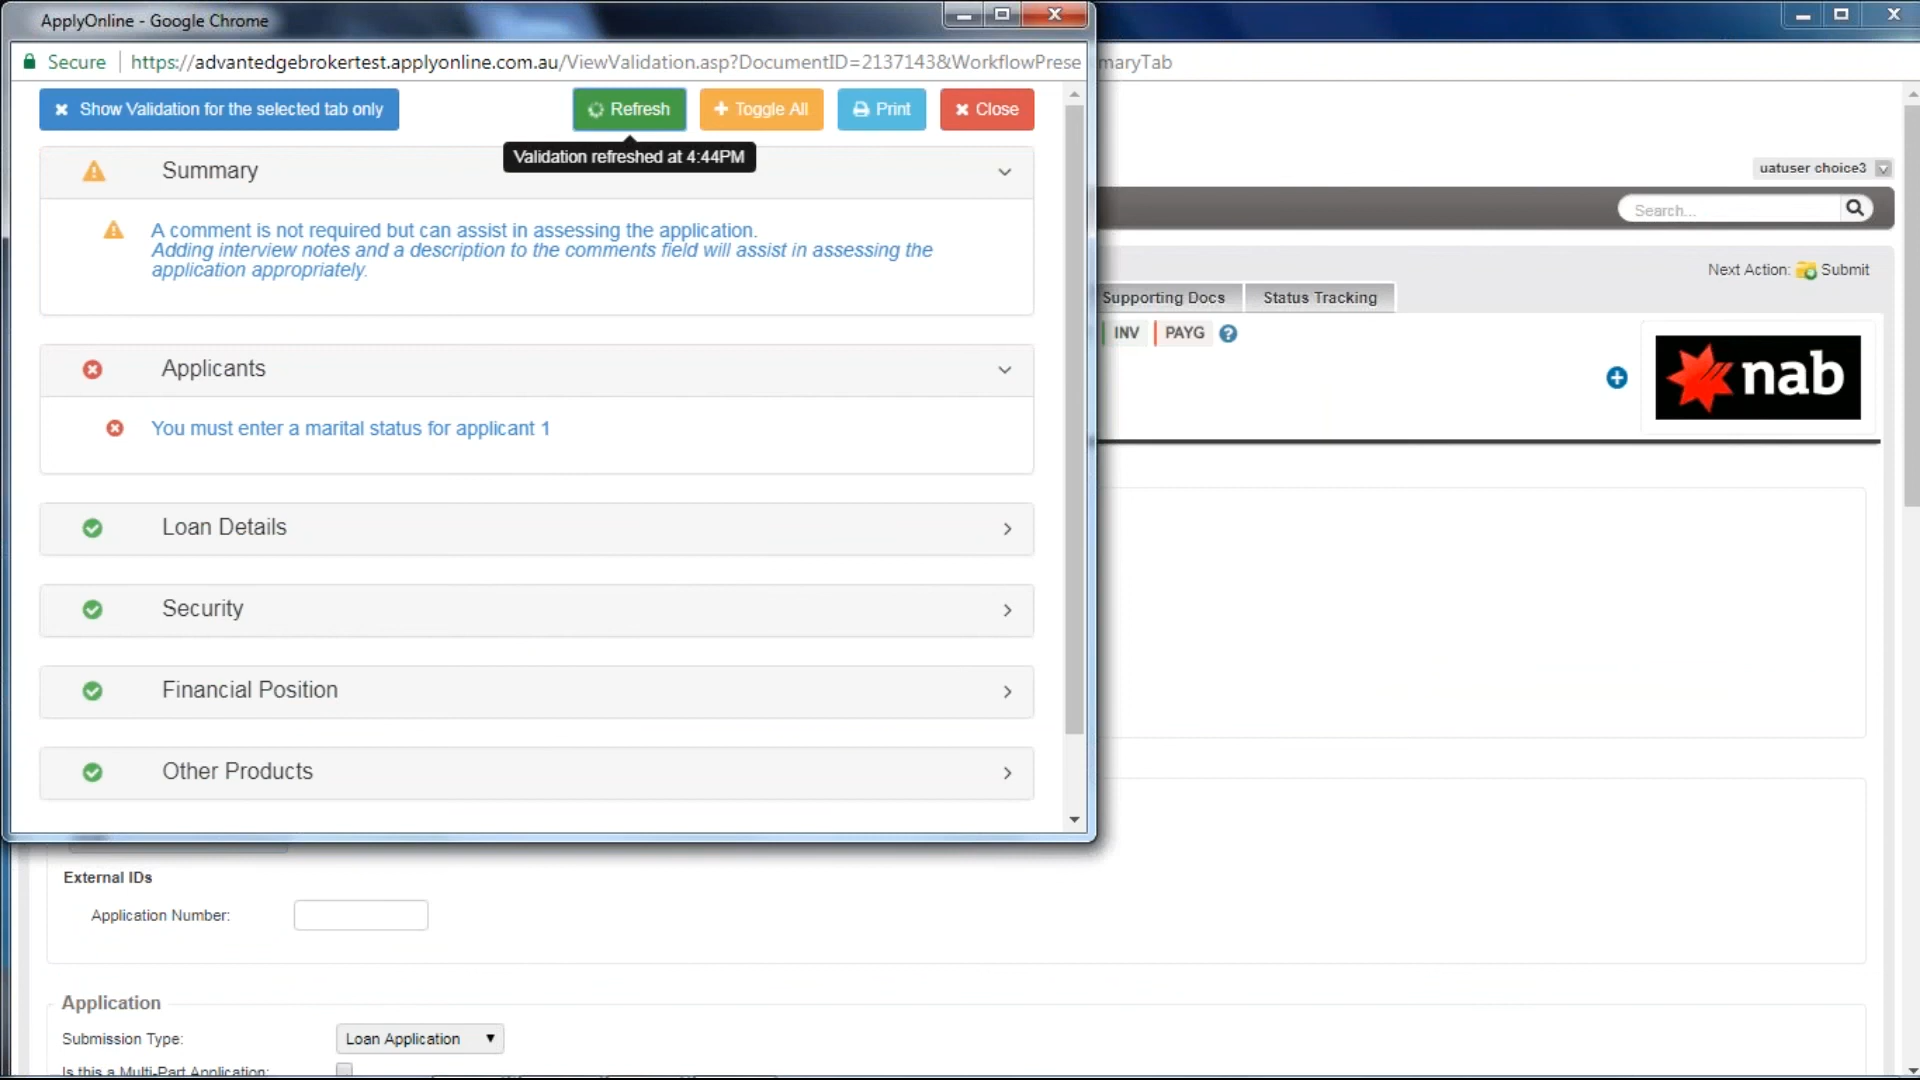 ApplyOnline - Google Chrome
Secure https://advantedgebrokertest.applyonline.com.au/ViewValidation.asp?DocumentID=2137143&WorkflowPrese maryTab
Show Validation for the selected tab only Refresh Toggle All Print Close
Validation refreshed at 4:44PM
Summary
A comment is not required but can assist in assessing the application.
Adding interview notes and a description to the comments field will assist in assessing the
application appropriately.
Applicants
You must enter a marital status for applicant 1
Loan Details
Security
Financial Position
Other Products
uatuser choice3
Search...
Next Action: Submit
Supporting Docs Status Tracking
INV PAYG
nab
External IDs
Application Number:
Application
Submission Type: Loan Application
Is this a Multi-Part Application: